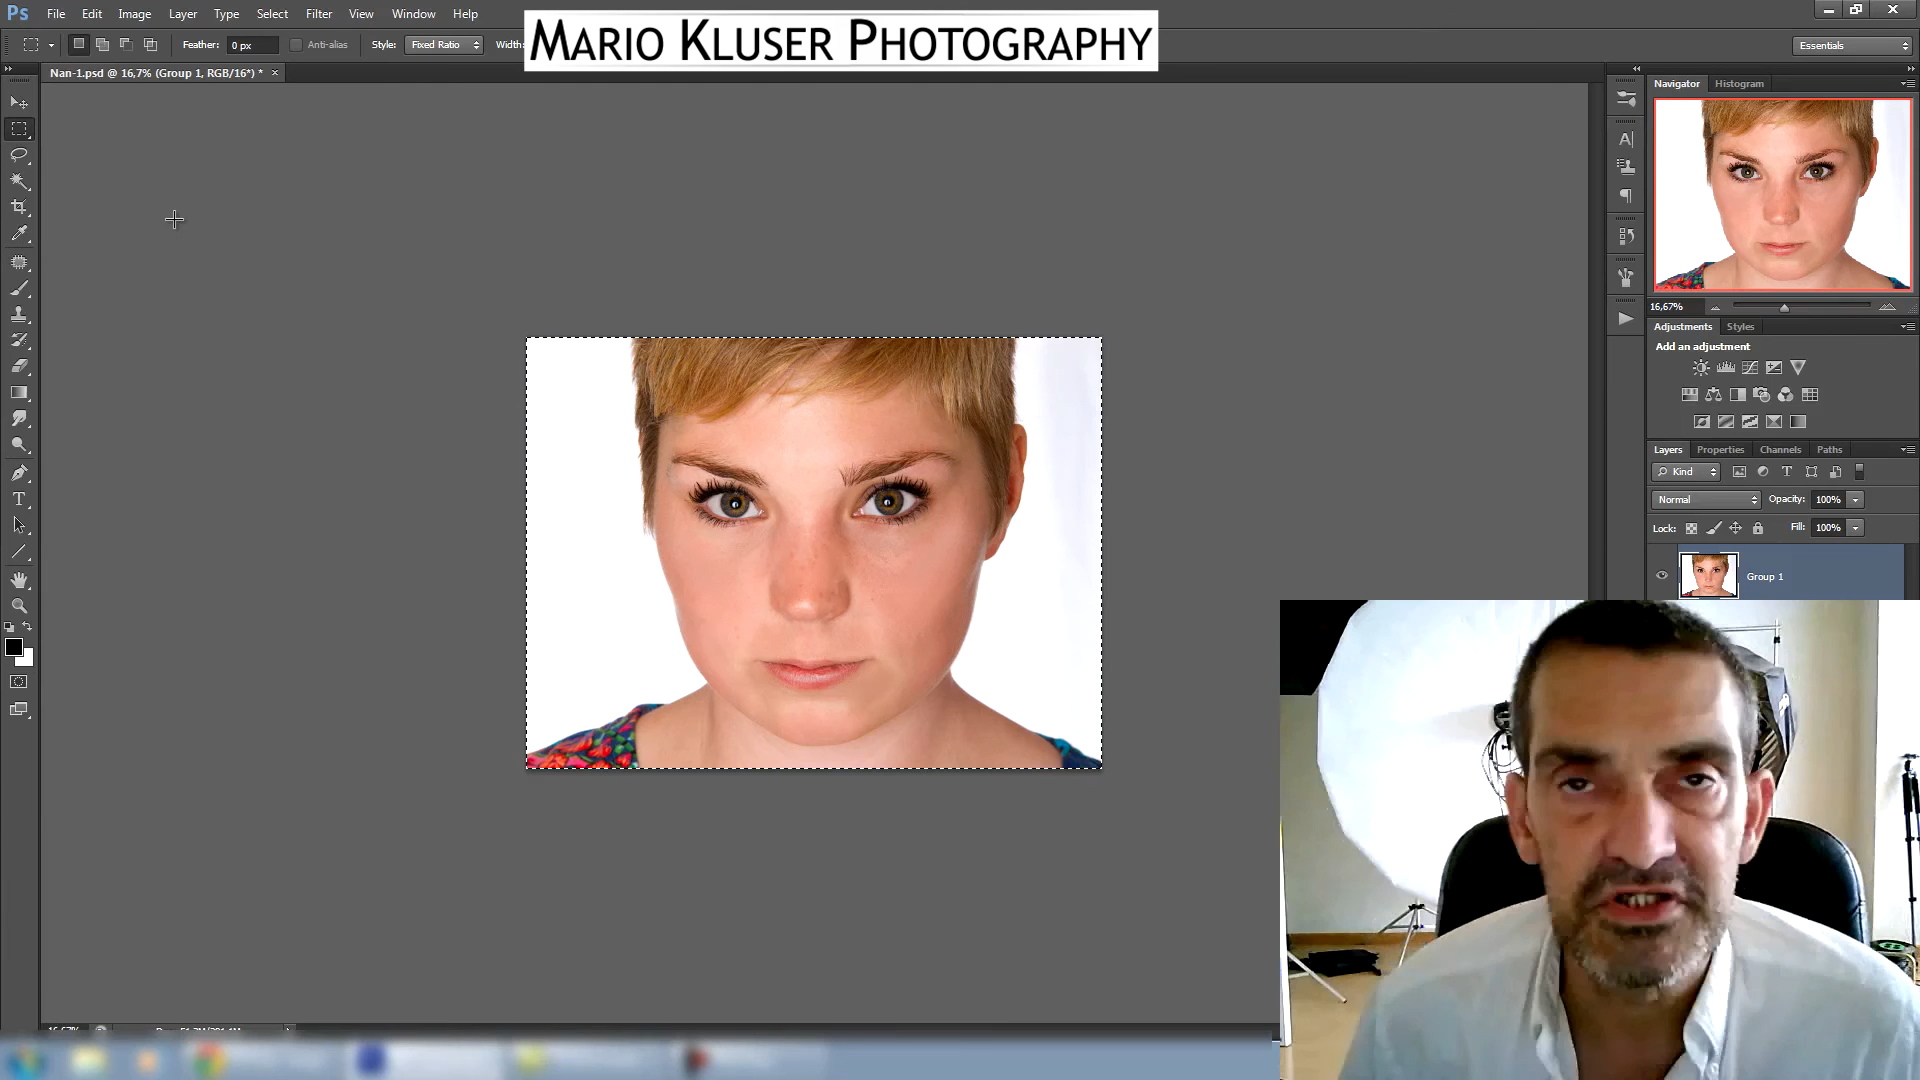 Ps File Edit Image Layer Type Select Filter View Window Help
MARIO KLUSER PHOTOGRAPHY
Feather: 0 px Anti-alias Style: Fixed Ratio Width:
Essentials
Nan-1.psd @ 16,7% (Group 1, RGB/16*) * ×
Navigator Histogram
16,67%
Adjustments Styles
Add an adjustment
Layers Properties Channels Paths
Kind
Normal Opacity: 100%
Lock: Fill: 100%
Group 1